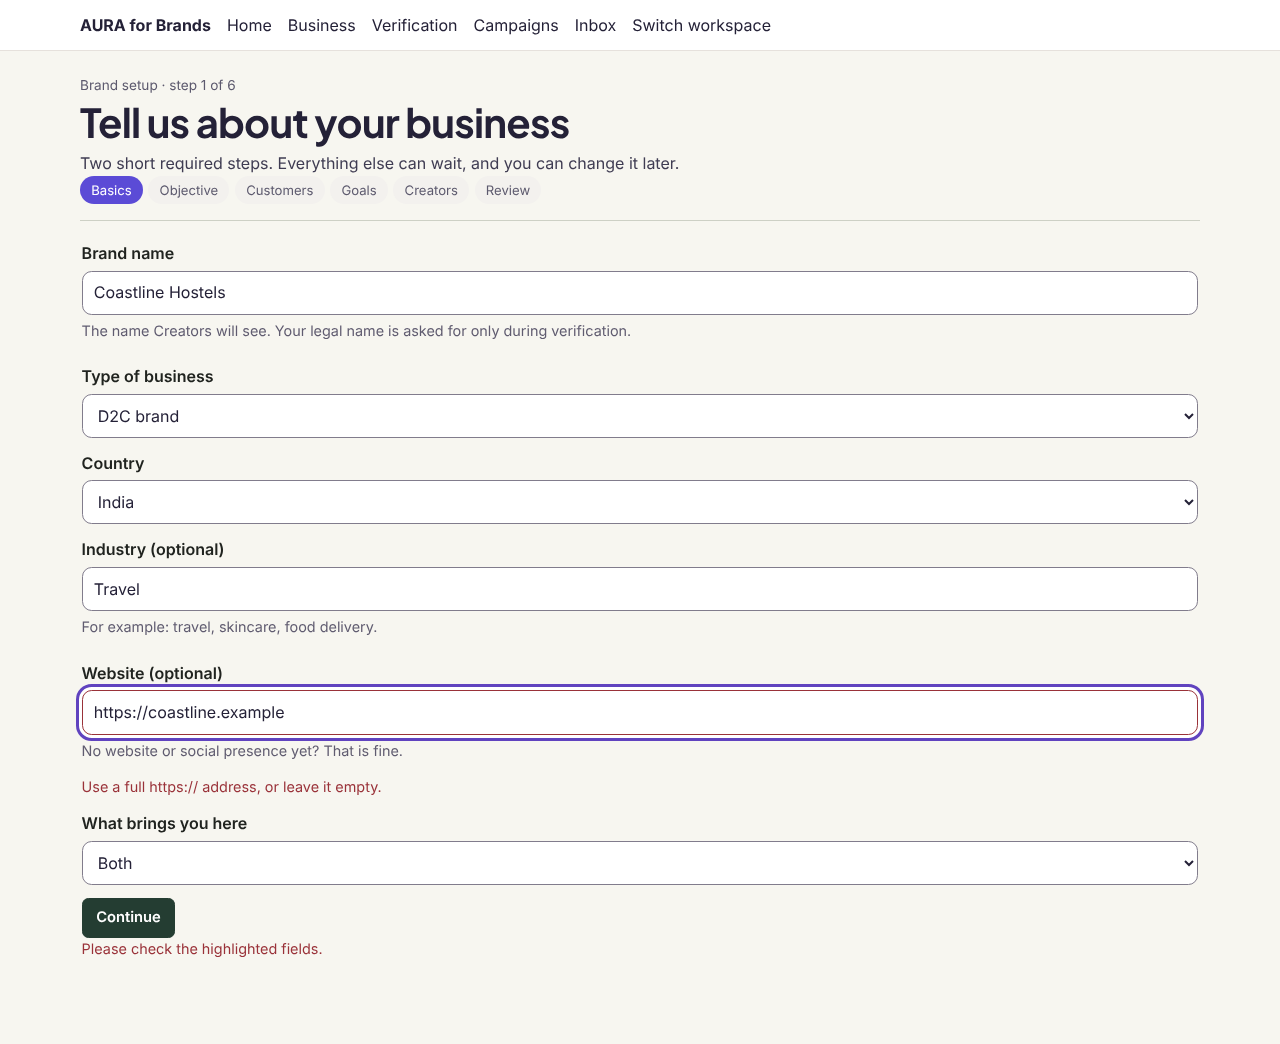 AURA for Brands Home Business Verification Campaigns Inbox Switch workspace
Brand setup · step 1 of 6
Tell us about your business
Two short required steps. Everything else can wait, and you can change it later.
Basics Objective Customers Goals Creators Review
Brand name
Coastline Hostels
The name Creators will see. Your legal name is asked for only during verification.
Type of business
D2C brand
Country
India
Industry (optional)
Travel
For example: travel, skincare, food delivery.
Website (optional)
https://coastline.example
No website or social presence yet? That is fine.
Use a full https:// address, or leave it empty.
What brings you here
Both
Continue
Please check the highlighted fields.